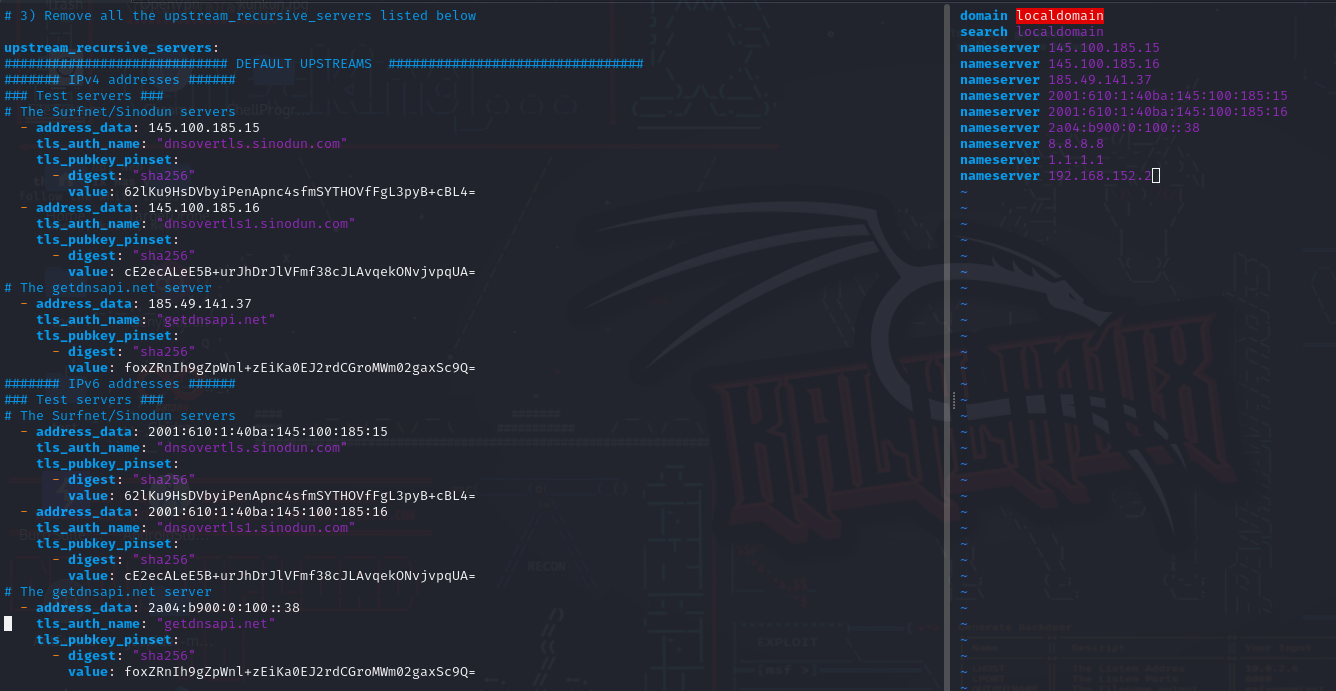 # 3) Remove all the upstream_recursive_servers listed below
upstream_recursive_servers:
############################ DEFAULT UPSTREAMS  ################################
####### IPv4 addresses ######
### Test servers ###
# The Surfnet/Sinodun servers
  - address_data: 145.100.185.15
    tls_auth_name: "dnsovertls.sinodun.com"
    tls_pubkey_pinset:
      - digest: "sha256"
        value: 62lKu9HsDVbyiPenApnc4sfmSYTHOVfFgL3pyB+cBL4=
  - address_data: 145.100.185.16
    tls_auth_name: "dnsovertls1.sinodun.com"
    tls_pubkey_pinset:
      - digest: "sha256"
        value: cE2ecALeE5B+urJhDrJlVFmf38cJLAvqekONvjvpqUA=
# The getdnsapi.net server
  - address_data: 185.49.141.37
    tls_auth_name: "getdnsapi.net"
    tls_pubkey_pinset:
      - digest: "sha256"
        value: foxZRnIh9gZpWnl+zEiKa0EJ2rdCGroMWm02gaxSc9Q=
####### IPv6 addresses ######
### Test servers ###
# The Surfnet/Sinodun servers
  - address_data: 2001:610:1:40ba:145:100:185:15
    tls_auth_name: "dnsovertls.sinodun.com"
    tls_pubkey_pinset:
      - digest: "sha256"
        value: 62lKu9HsDVbyiPenApnc4sfmSYTHOVfFgL3pyB+cBL4=
  - address_data: 2001:610:1:40ba:145:100:185:16
    tls_auth_name: "dnsovertls1.sinodun.com"
    tls_pubkey_pinset:
      - digest: "sha256"
        value: cE2ecALeE5B+urJhDrJlVFmf38cJLAvqekONvjvpqUA=
# The getdnsapi.net server
  - address_data: 2a04:b900:0:100::38
    tls_auth_name: "getdnsapi.net"
    tls_pubkey_pinset:
      - digest: "sha256"
        value: foxZRnIh9gZpWnl+zEiKa0EJ2rdCGroMWm02gaxSc9Q=
domain localdomain
search localdomain
nameserver 145.100.185.15
nameserver 145.100.185.16
nameserver 185.49.141.37
nameserver 2001:610:1:40ba:145:100:185:15
nameserver 2001:610:1:40ba:145:100:185:16
nameserver 2a04:b900:0:100::38
nameserver 8.8.8.8
nameserver 1.1.1.1
nameserver 192.168.152.2
RECON
EXPLOIT